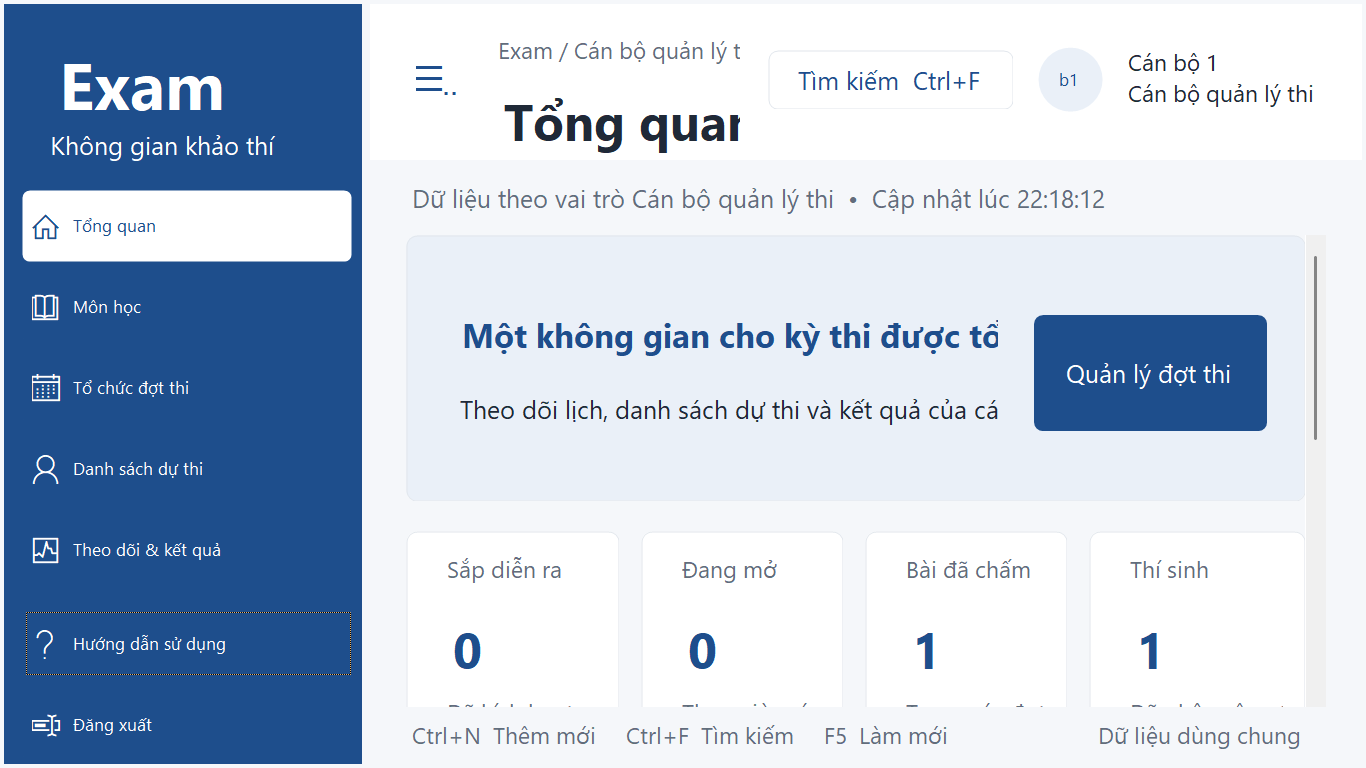 Exam
Không gian khảo thí
Tổng quan
Môn học
Tổ chức đợt thi
Danh sách dự thi
Theo dõi & kết quả
Hướng dẫn sử dụng
Đăng xuất
Exam / Cán bộ quản lý t
Tổng quan
Tìm kiếm Ctrl+F
b1
Cán bộ 1
Cán bộ quản lý thi
Dữ liệu theo vai trò Cán bộ quản lý thi • Cập nhật lúc 22:18:12
Một không gian cho kỳ thi được tổ
Theo dõi lịch, danh sách dự thi và kết quả của cá
Quản lý đợt thi
Sắp diễn ra
0
Đang mở
0
Bài đã chấm
1
Thí sinh
1
Ctrl+N Thêm mới Ctrl+F Tìm kiếm F5 Làm mới
Dữ liệu dùng chung